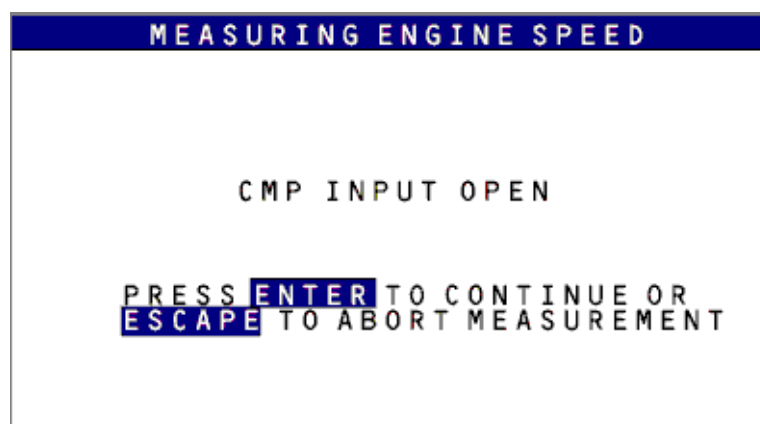 MEASURING ENGINE SPEED
CMP INPUT OPEN
PRESS ENTER TO CONTINUE OR
ESCAPE TO ABORT MEASUREMENT